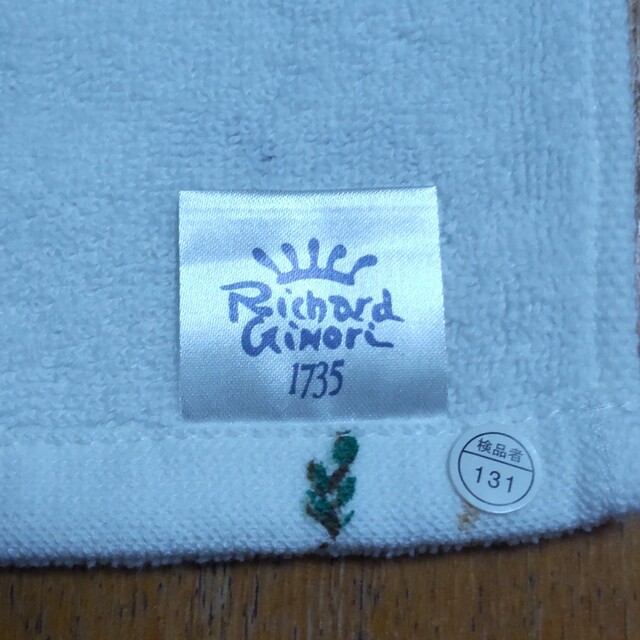 Richard
Ginori
1735
検品者
131